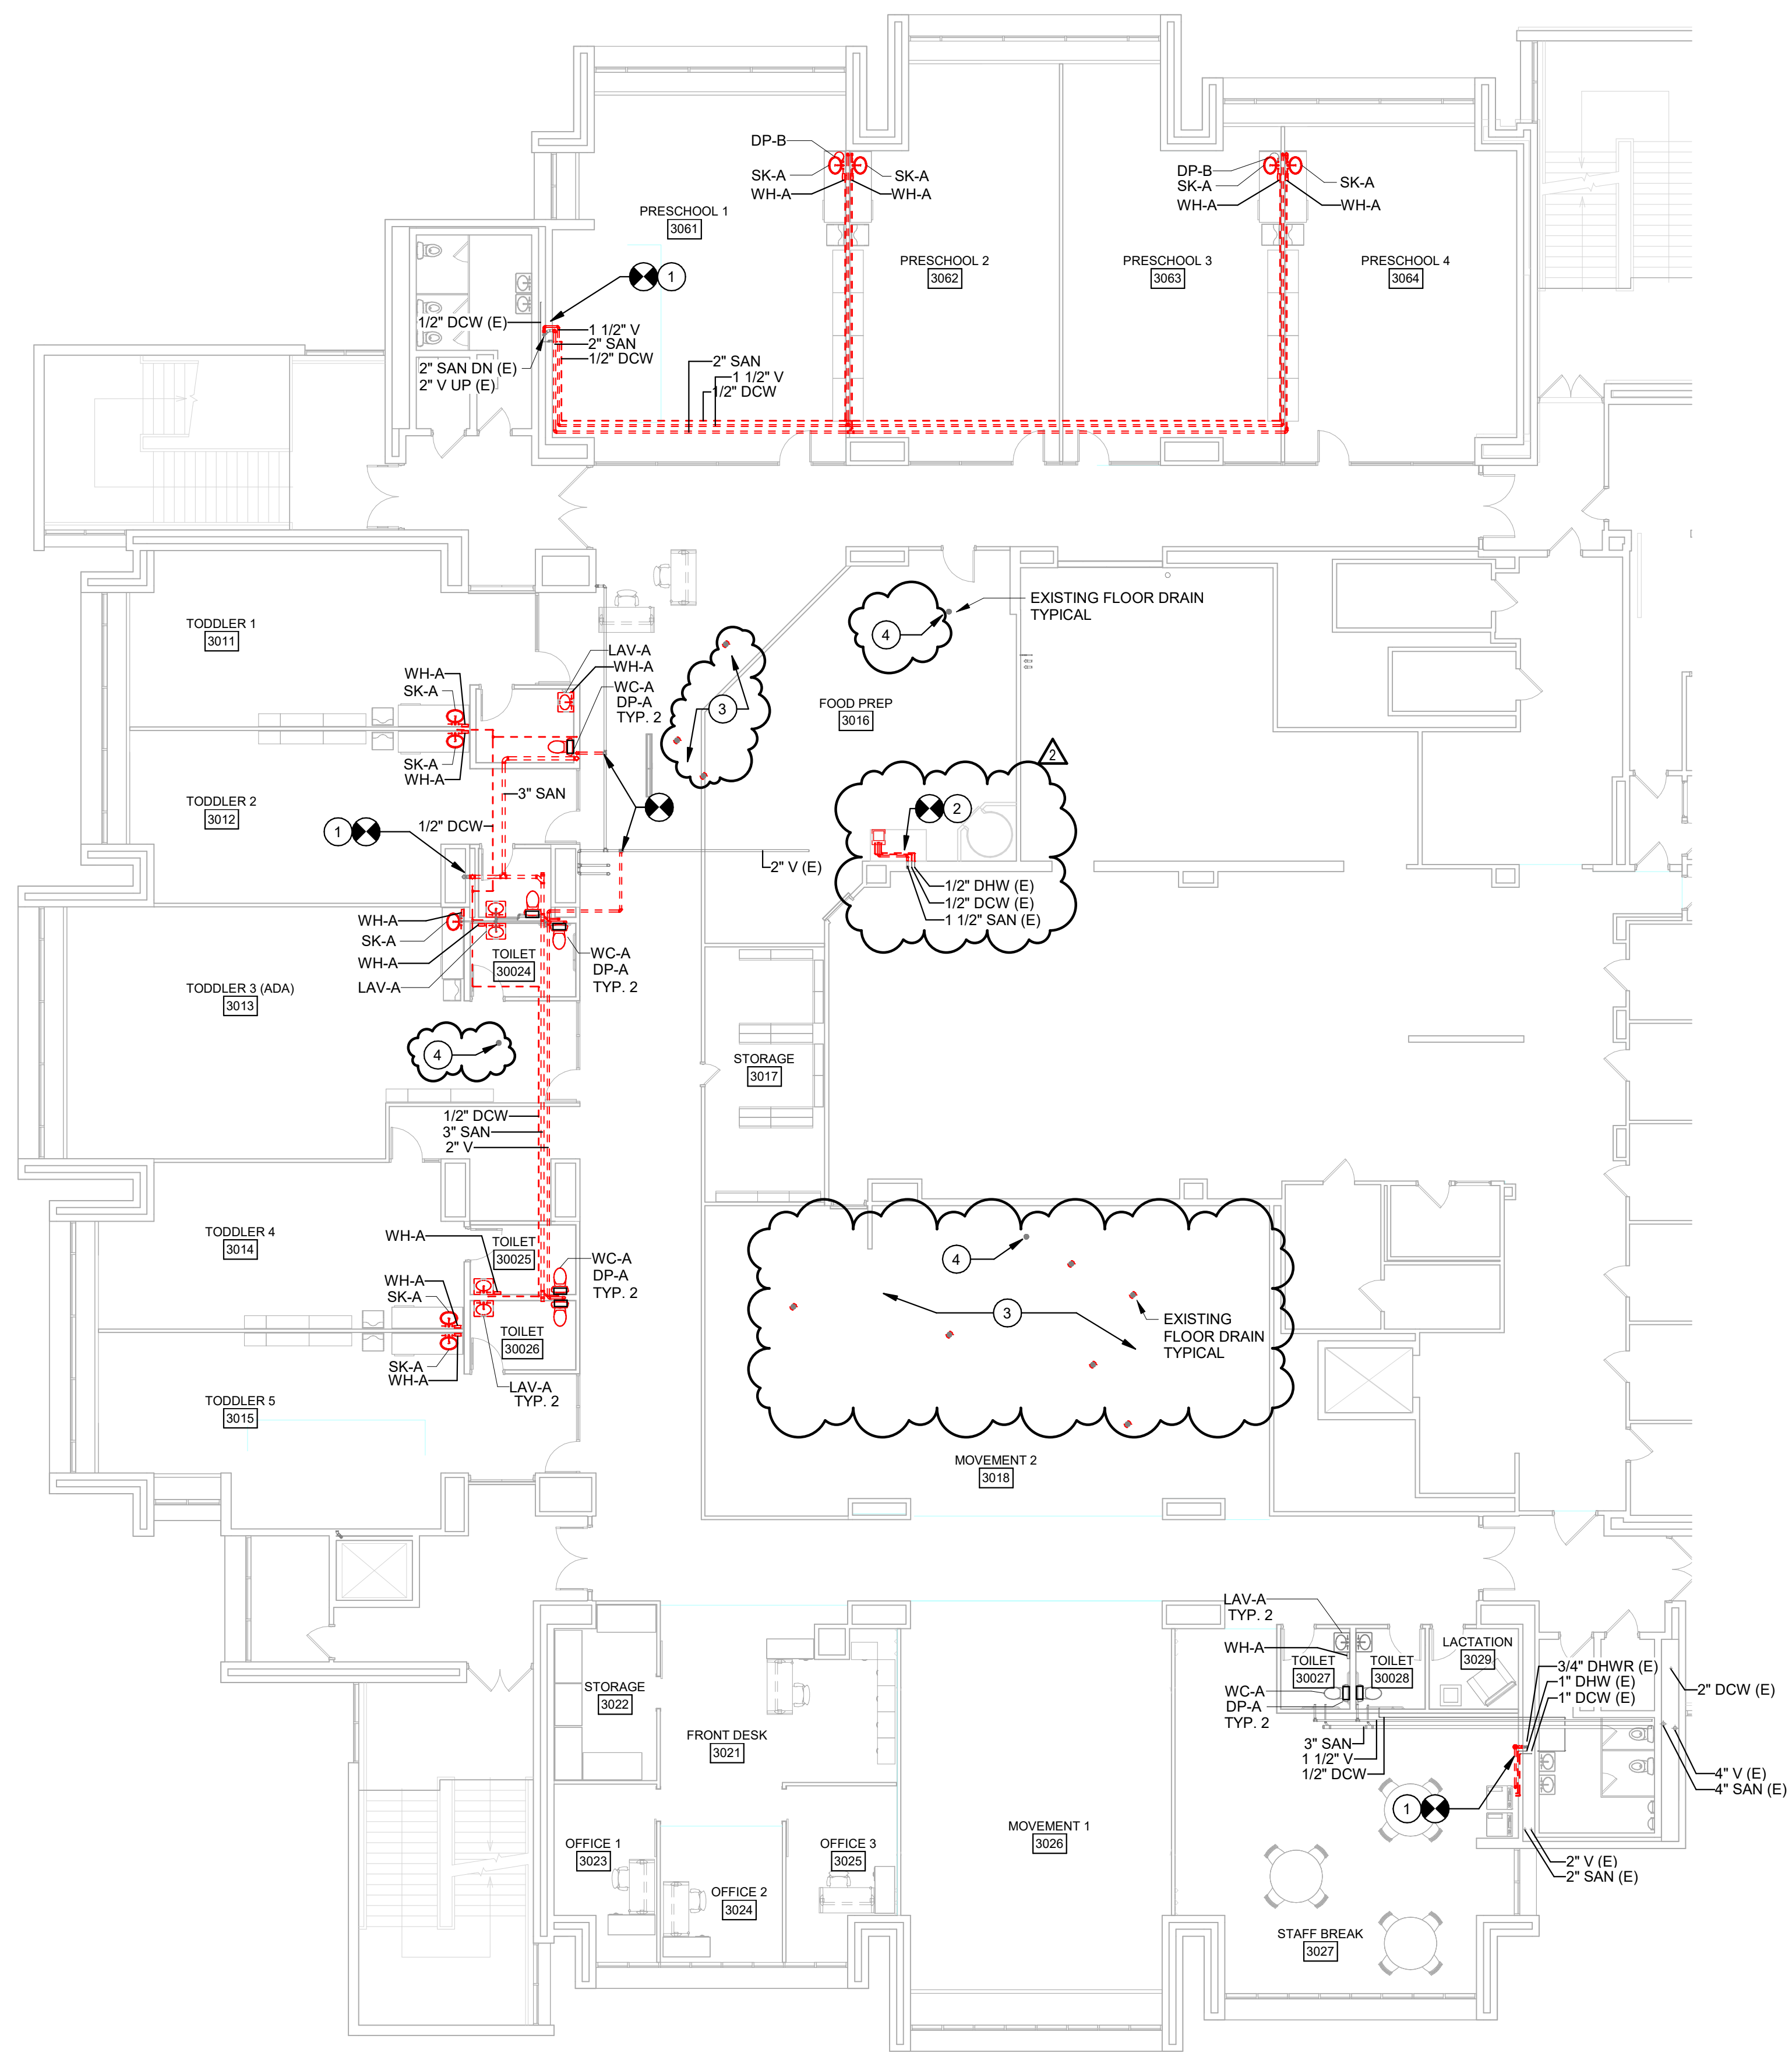 DP-B
SK-A
WH-A
SK-A
WH-A
DP-B
SK-A
WH-A
SK-A
WH-A
PRESCHOOL 1
3061
PRESCHOOL 2
3062
PRESCHOOL 3
3063
PRESCHOOL 4
3064
1
1/2" DCW (E)
1 1/2" V
2" SAN
1/2" DCW
2" SAN DN (E)
2" V UP (E)
2" SAN
1 1/2" V
1/2" DCW
TODDLER 1
3011
4
EXISTING FLOOR DRAIN
TYPICAL
LAV-A
WH-A
WC-A
DP-A
TYP. 2
WH-A
SK-A
SK-A
WH-A
3
FOOD PREP
3016
2
3" SAN
TODDLER 2
3012
1/2" DCW
1
2
2" V (E)
1/2" DHW (E)
1/2" DCW (E)
1 1/2" SAN (E)
WH-A
SK-A
WH-A
LAV-A
TOILET
30024
WC-A
DP-A
TYP. 2
TODDLER 3 (ADA)
3013
4
STORAGE
3017
1/2" DCW
3" SAN
2" V
TODDLER 4
3014
WH-A
TOILET
30025
WC-A
DP-A
TYP. 2
WH-A
SK-A
TOILET
30026
SK-A
WH-A
LAV-A
TYP. 2
TODDLER 5
3015
4
3
EXISTING
FLOOR DRAIN
TYPICAL
MOVEMENT 2
3018
LAV-A
TYP. 2
WH-A
TOILET
30027
TOILET
30028
LACTATION
3029
WC-A
DP-A
TYP. 2
3/4" DHWR (E)
1" DHW (E)
1" DCW (E)
2" DCW (E)
STORAGE
3022
FRONT DESK
3021
3" SAN
1 1/2" V
1/2" DCW
4" V (E)
4" SAN (E)
1
OFFICE 1
3023
OFFICE 2
3024
OFFICE 3
3025
MOVEMENT 1
3026
2" V (E)
2" SAN (E)
STAFF BREAK
3027